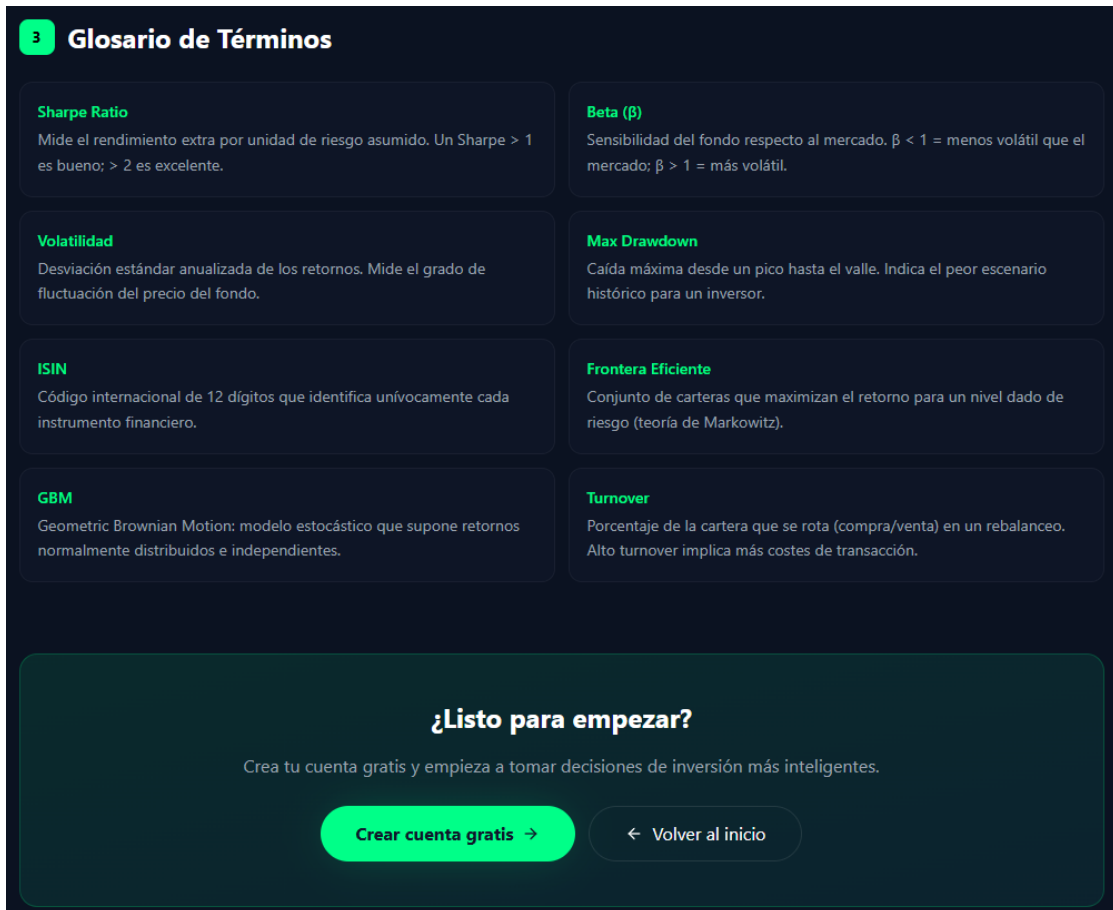 3 Glosario de Términos
Sharpe Ratio
Mide el rendimiento extra por unidad de riesgo asumido. Un Sharpe > 1
es bueno; > 2 es excelente.
Beta (β)
Sensibilidad del fondo respecto al mercado. β < 1 = menos volátil que el
mercado; β > 1 = más volátil.
Volatilidad
Desviación estándar anualizada de los retornos. Mide el grado de
fluctuación del precio del fondo.
Max Drawdown
Caída máxima desde un pico hasta el valle. Indica el peor escenario
histórico para un inversor.
ISIN
Código internacional de 12 dígitos que identifica unívocamente cada
instrumento financiero.
Frontera Eficiente
Conjunto de carteras que maximizan el retorno para un nivel dado de
riesgo (teoría de Markowitz).
GBM
Geometric Brownian Motion: modelo estocástico que supone retornos
normalmente distribuidos e independientes.
Turnover
Porcentaje de la cartera que se rota (compra/venta) en un rebalanceo.
Alto turnover implica más costes de transacción.
¿Listo para empezar?
Crea tu cuenta gratis y empieza a tomar decisiones de inversión más inteligentes.
Crear cuenta gratis →
← Volver al inicio